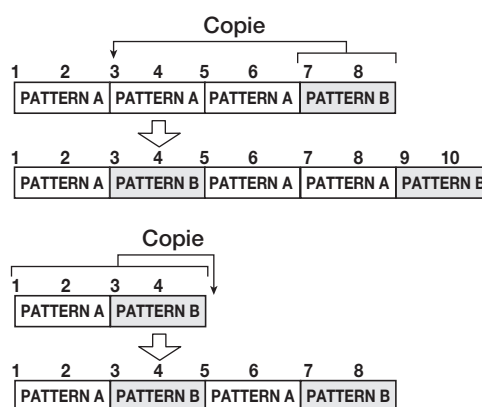 Copie
1 2 3 4 5 6 7 8
PATTERN A PATTERN A PATTERN A PATTERN B
1 2 3 4 5 6 7 8 9 10
PATTERN A PATTERN B PATTERN A PATTERN A PATTERN B
Copie
1 2 3 4
PATTERN A PATTERN B
1 2 3 4 5 6 7 8
PATTERN A PATTERN B PATTERN A PATTERN B